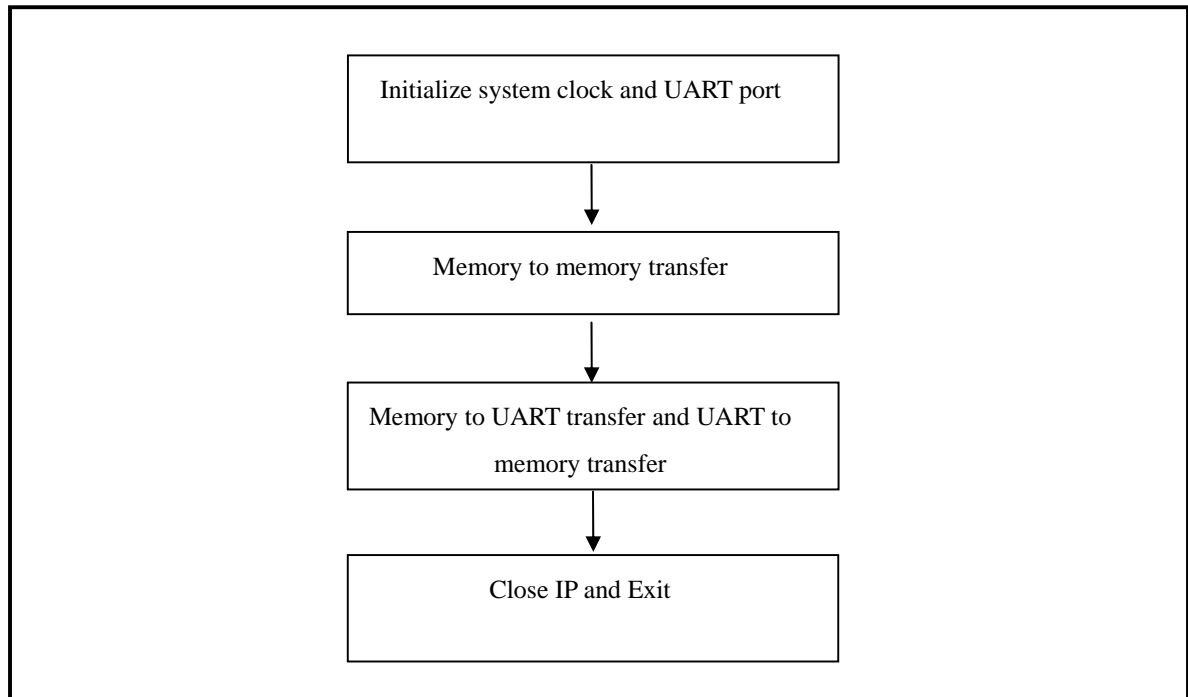 Initialize system clock and UART port
Memory to memory transfer
Memory to UART transfer and UART to
memory transfer
Close IP and Exit